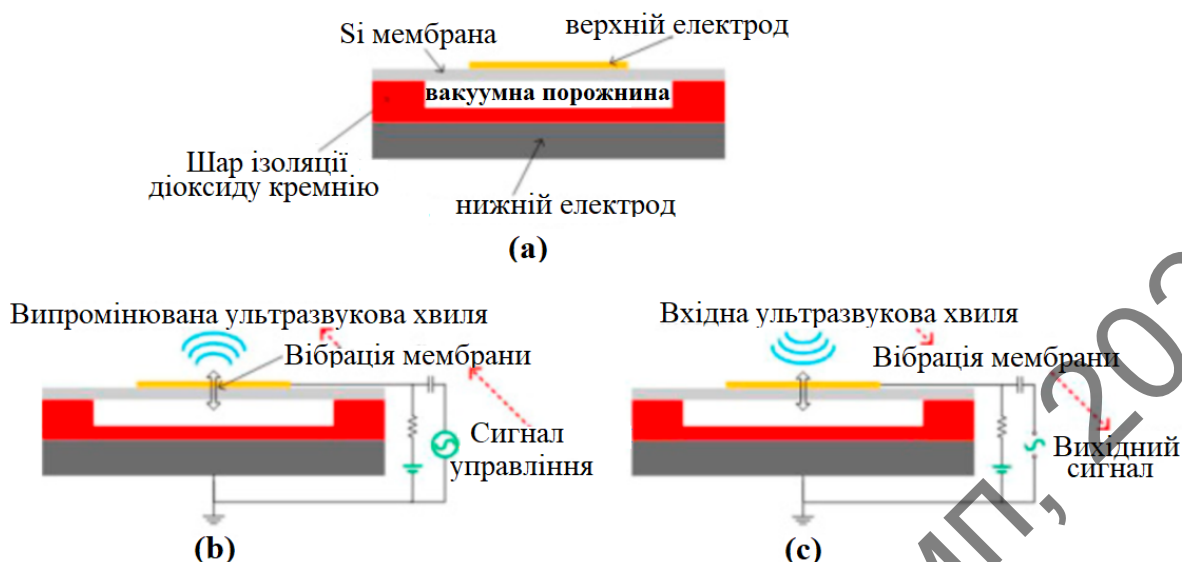 Si мембрана
верхній електрод
вакуумна порожнина
Шар ізоляції
діоксиду кремнію
нижній електрод
(a)
Випромінювана ультразвукова хвиля
Вібрація мембрани
Сигнал
управління
(b)
Вхідна ультразвукова хвиля
Вібрація мембрани
Вихідний
сигнал
(c)